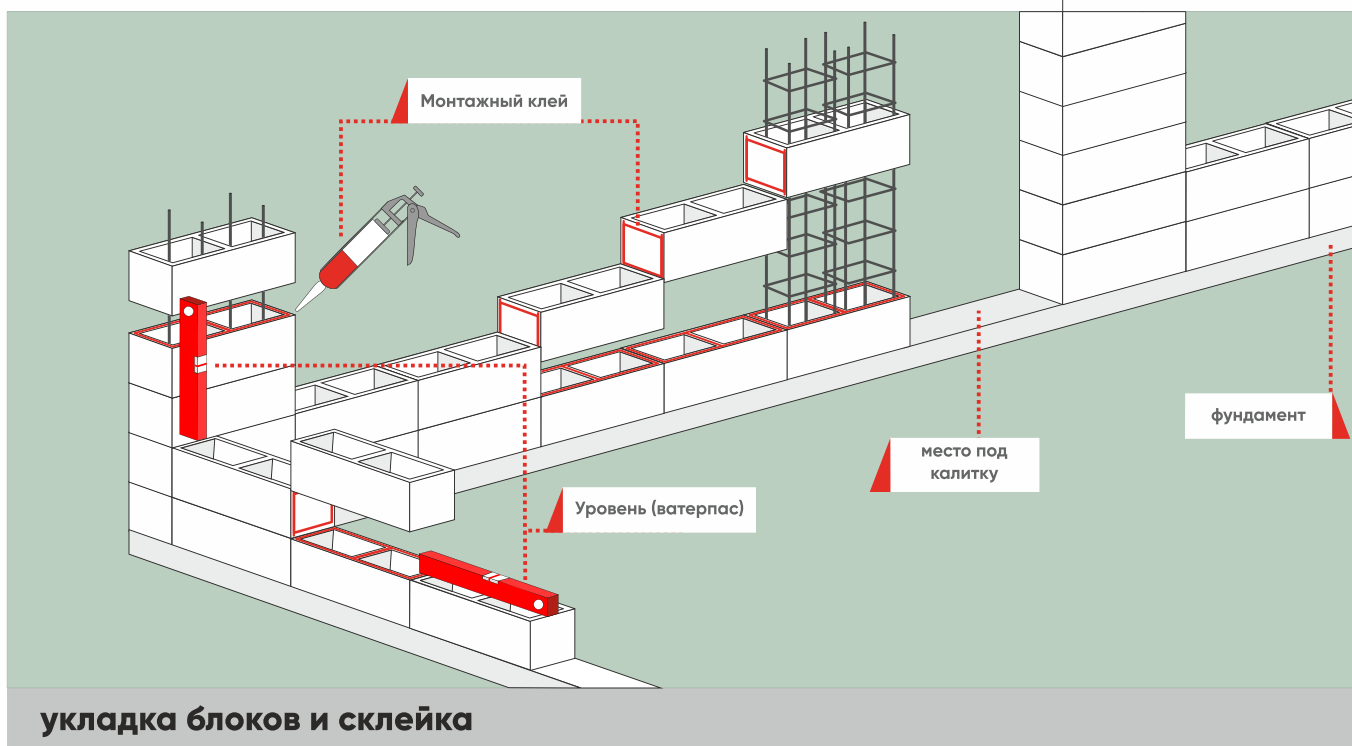 Монтажный клей
место под
калитку
фундамент
Уровень (ватерпас)
укладка блоков и склейка